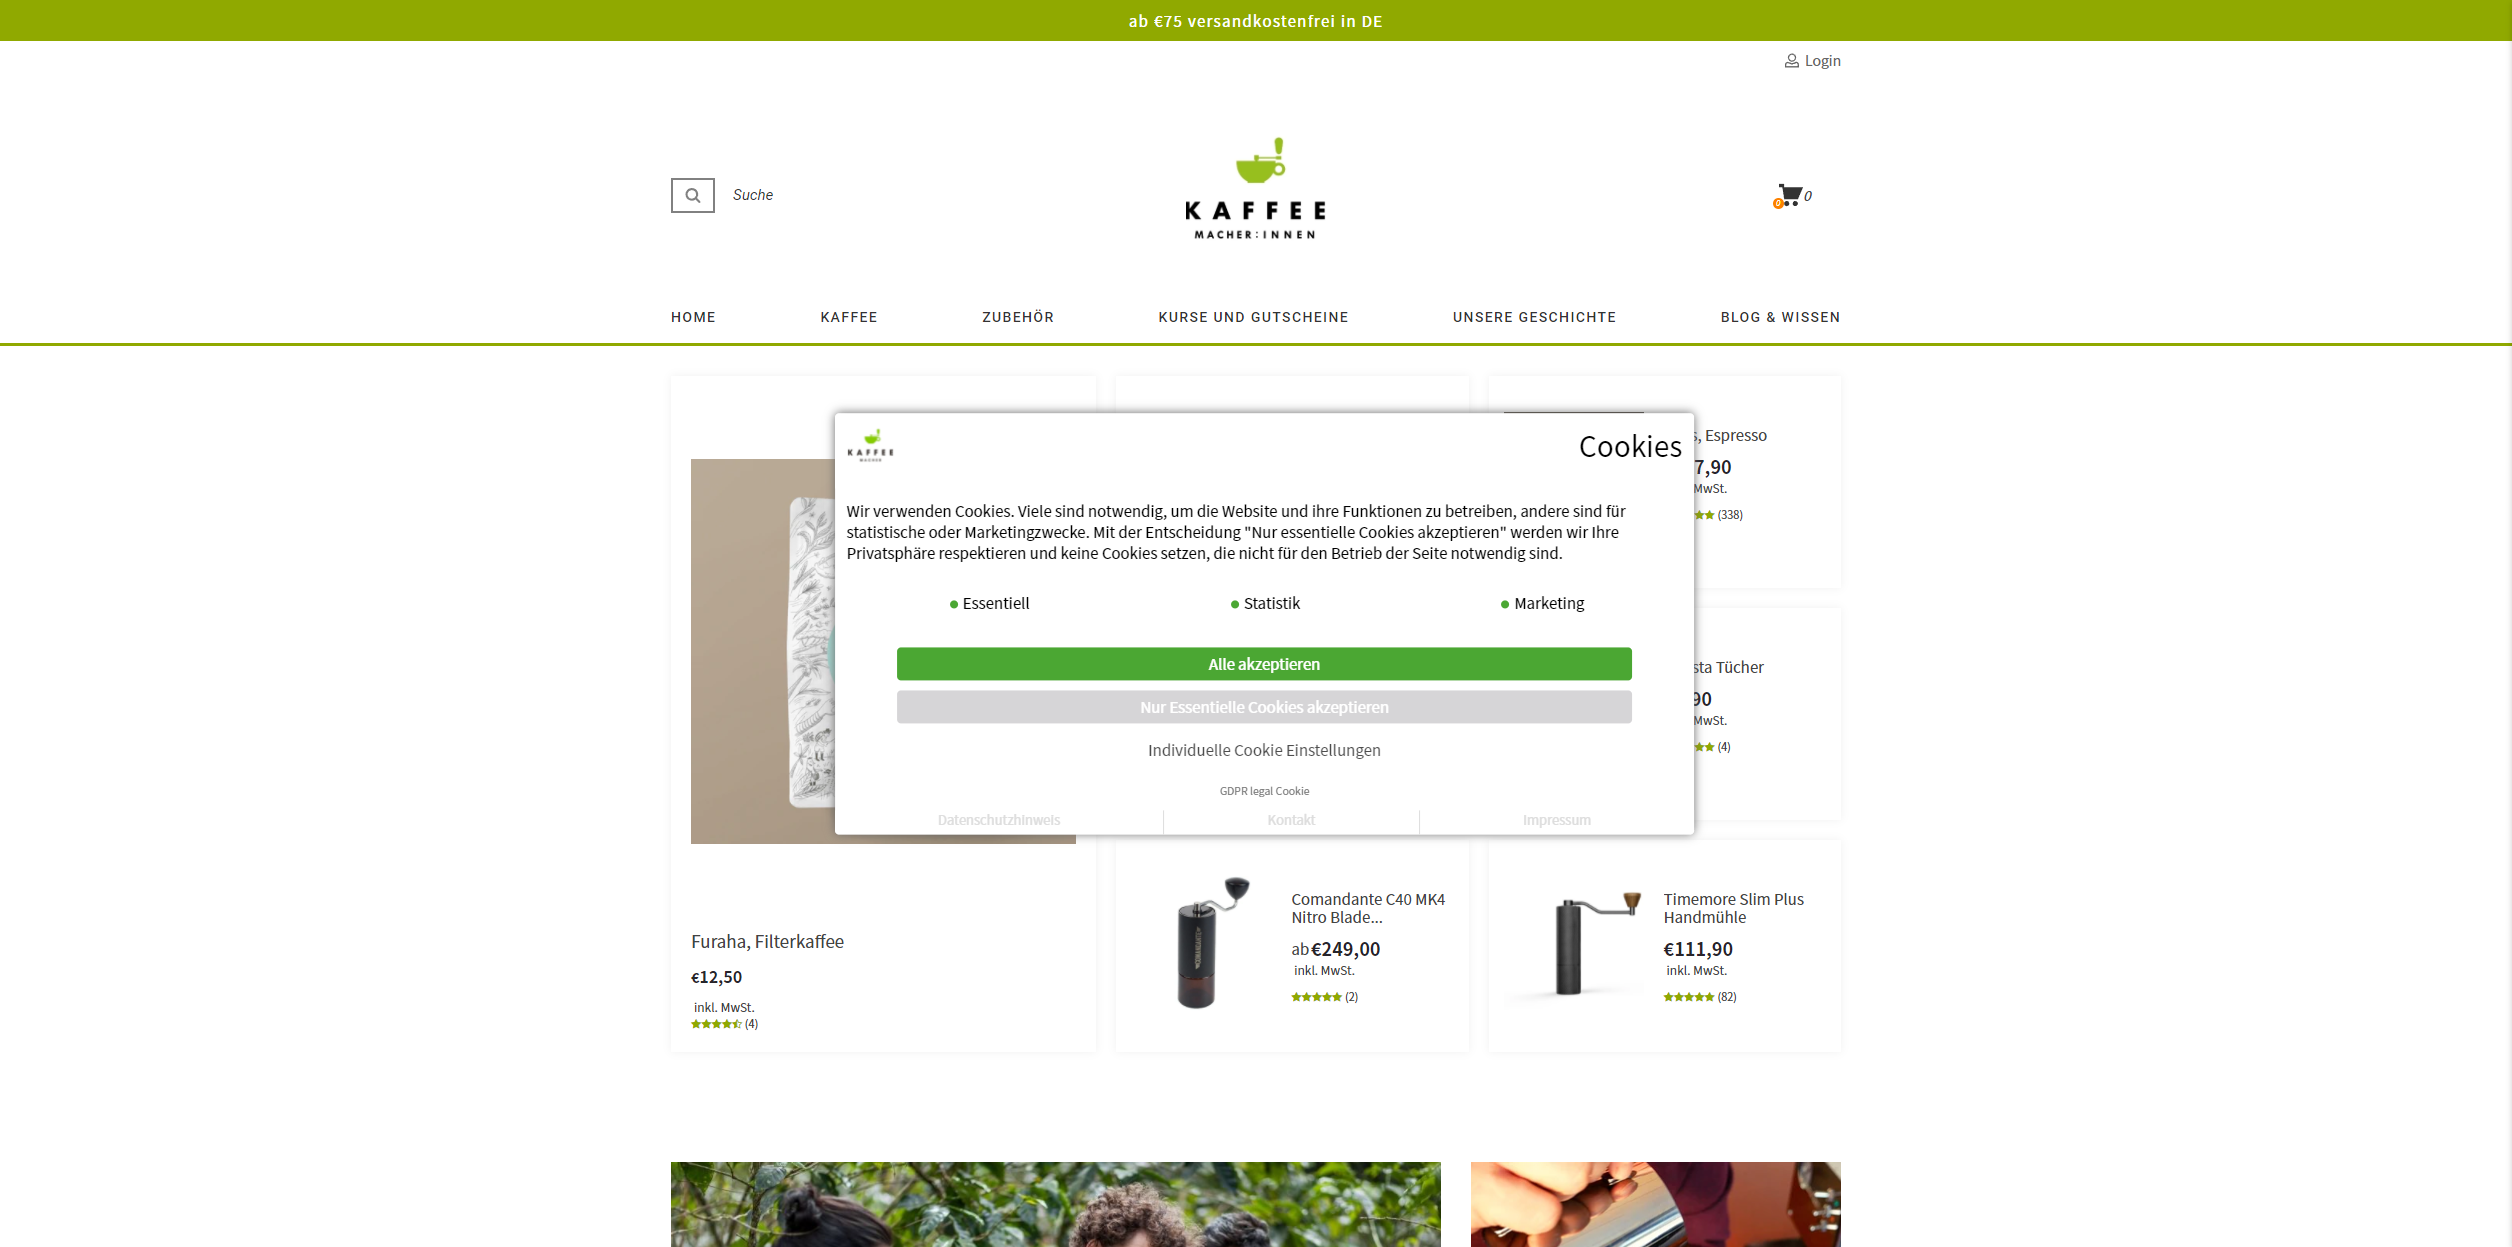 ab €75 versandkostenfrei in DE
Login
Suche
KAFFEE
MACHER:INNEN
0
0
HOME
KAFFEE
ZUBEHÖR
KURSE UND GUTSCHEINE
UNSERE GESCHICHTE
BLOG & WISSEN
KAFFEE
MACHER
Cookies
Wir verwenden Cookies. Viele sind notwendig, um die Website und ihre Funktionen zu betreiben, andere sind für
statistische oder Marketingzwecke. Mit der Entscheidung "Nur essentielle Cookies akzeptieren" werden wir Ihre
Privatsphäre respektieren und keine Cookies setzen, die nicht für den Betrieb der Seite notwendig sind.
Essentiell
Statistik
Marketing
Alle akzeptieren
Nur Essentielle Cookies akzeptieren
Individuelle Cookie Einstellungen
GDPR legal Cookie
Datenschutzhinweis
Kontakt
Impressum
Espresso
7,90
MwSt.
(338)
Tücher
90
MwSt.
(4)
Furaha, Filterkaffee
€12,50
inkl. MwSt.
(4)
COMANDANTE
Comandante C40 MK4
Nitro Blade...
ab €249,00
inkl. MwSt.
(2)
Timemore Slim Plus
Handmühle
€111,90
inkl. MwSt.
(82)